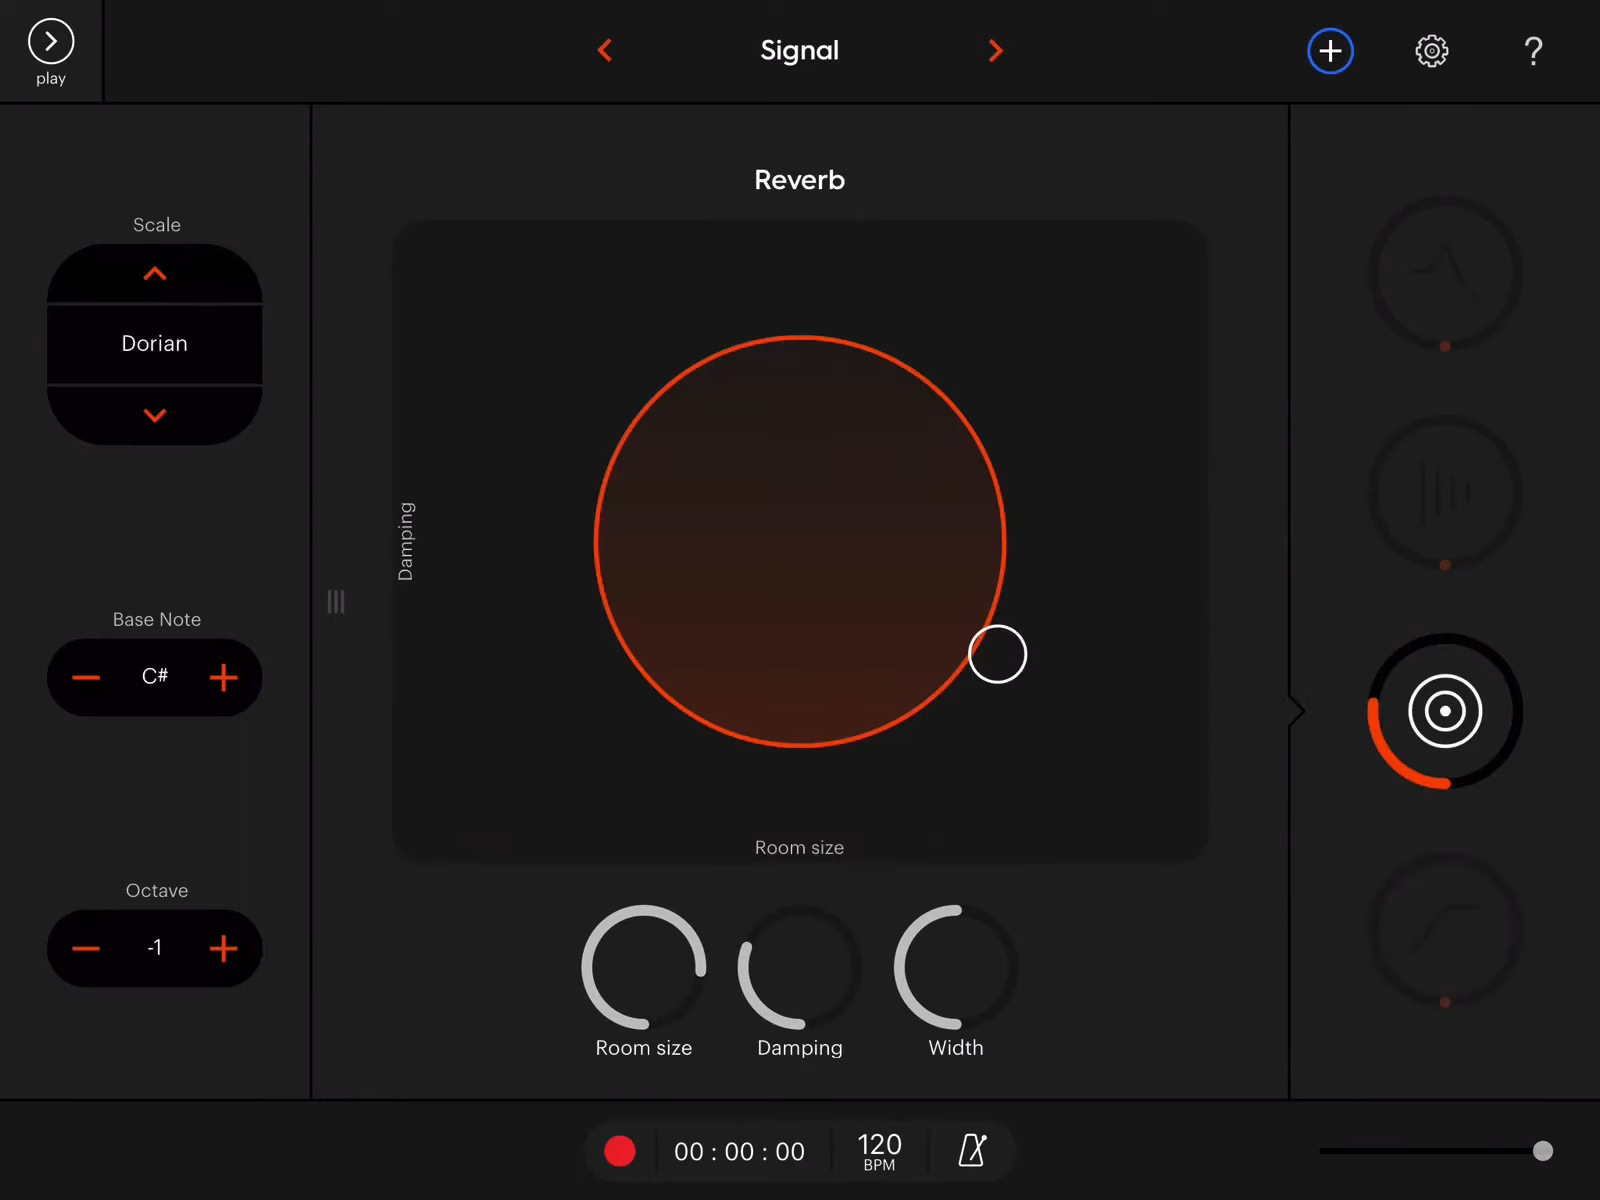 play
Signal
?
Scale
Dorian
Base Note
C#
Octave
-1
Reverb
Damping
Room size
Room size
Damping
Width
00 : 00 : 00
120
BPM